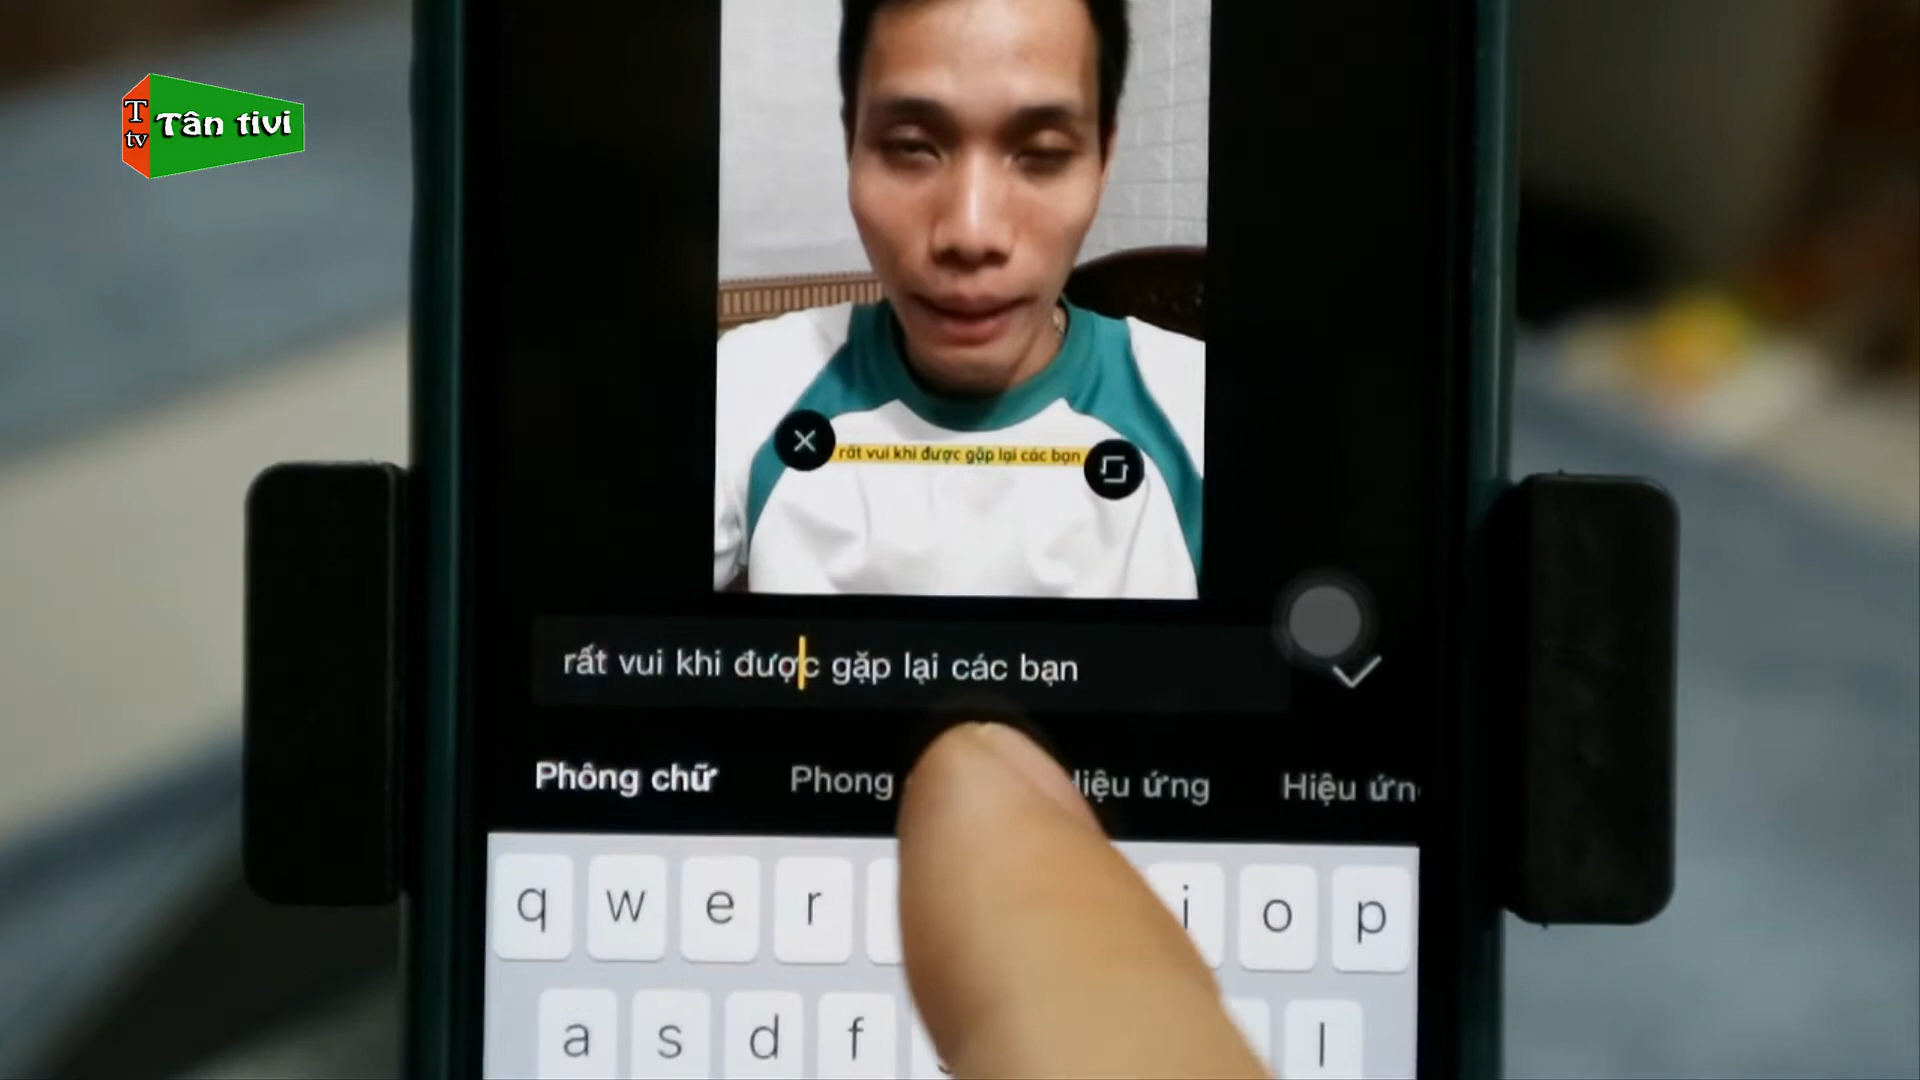 T
tv
Tân tivi
rất vui khi được gặp lại các bạn
rất vui khi được gặp lại các bạn
Phông chữ Phong Hiệu ứng Hiệu ứn
q w e r i o p
a s d f l